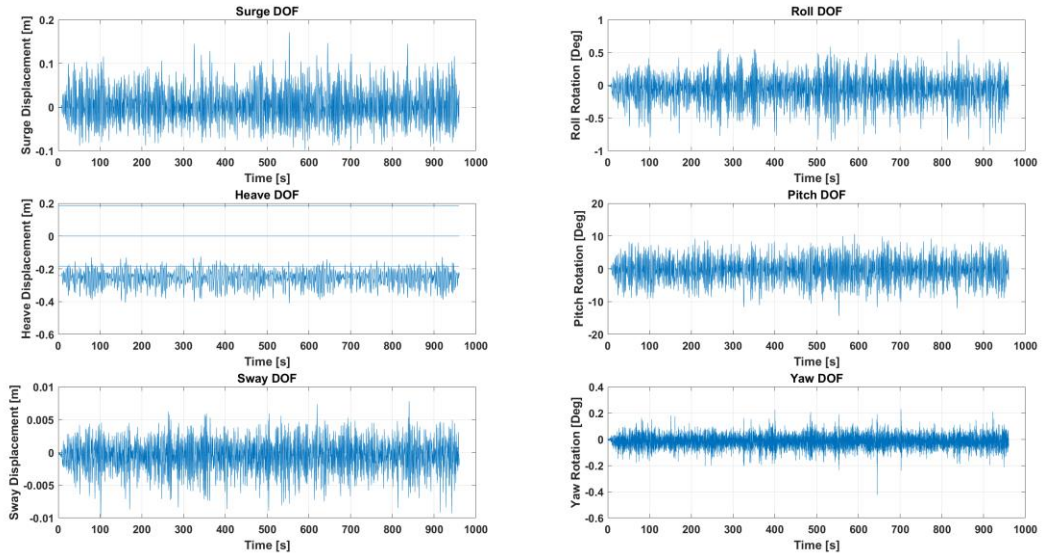 Surge DOF
Surge Displacement [m]
0.2
0.1
0
-0.1
0 100 200 300 400 500 600 700 800 900 1000
Time [s]
Roll DOF
Roll Rotation [Deg]
1
0.5
0
-0.5
-1
0 100 200 300 400 500 600 700 800 900 1000
Time [s]
Heave DOF
Heave Displacement [m]
0.2
0
-0.2
-0.4
-0.6
0 100 200 300 400 500 600 700 800 900 1000
Time [s]
Pitch DOF
Pitch Rotation [Deg]
20
10
0
-10
-20
0 100 200 300 400 500 600 700 800 900 1000
Time [s]
Sway DOF
Sway Displacement [m]
0.01
0.005
0
-0.005
-0.01
0 100 200 300 400 500 600 700 800 900 1000
Time [s]
Yaw DOF
Yaw Rotation [Deg]
0.4
0.2
0
-0.2
-0.4
-0.6
0 100 200 300 400 500 600 700 800 900 1000
Time [s]